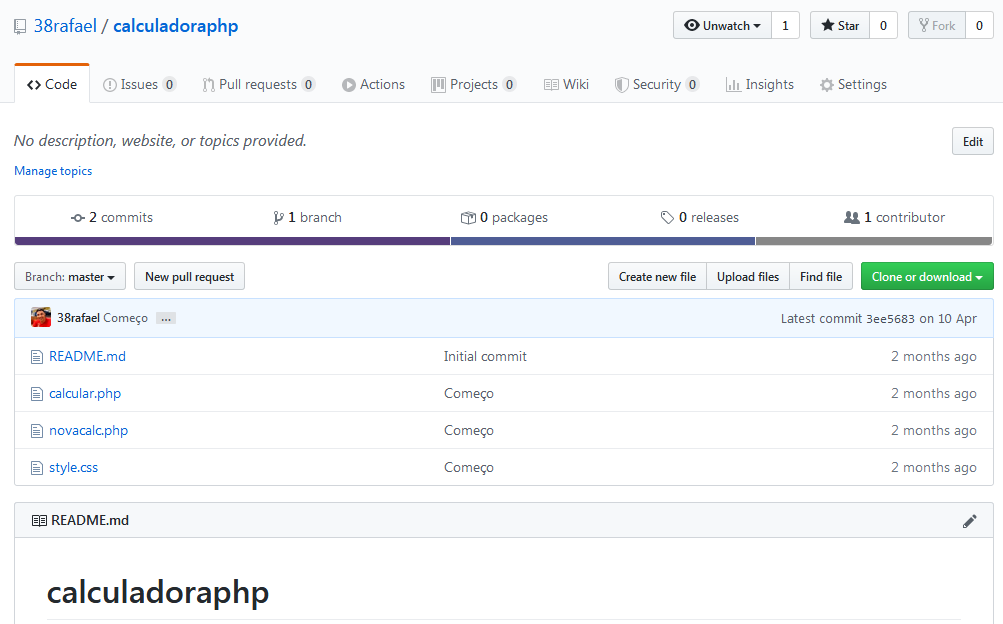 38rafael / calculadoraphp Unwatch 1 Star 0 Fork 0
Code Issues 0 Pull requests 0 Actions Projects 0 Wiki Security 0 Insights Settings
No description, website, or topics provided. Edit
Manage topics
2 commits 1 branch 0 packages 0 releases 1 contributor
Branch: master New pull request Create new file Upload files Find file Clone or download
38rafael Começo ... Latest commit 3ee5683 on 10 Apr
README.md Initial commit 2 months ago
calcular.php Começo 2 months ago
novacalc.php Começo 2 months ago
style.css Começo 2 months ago
README.md
calculadoraphp